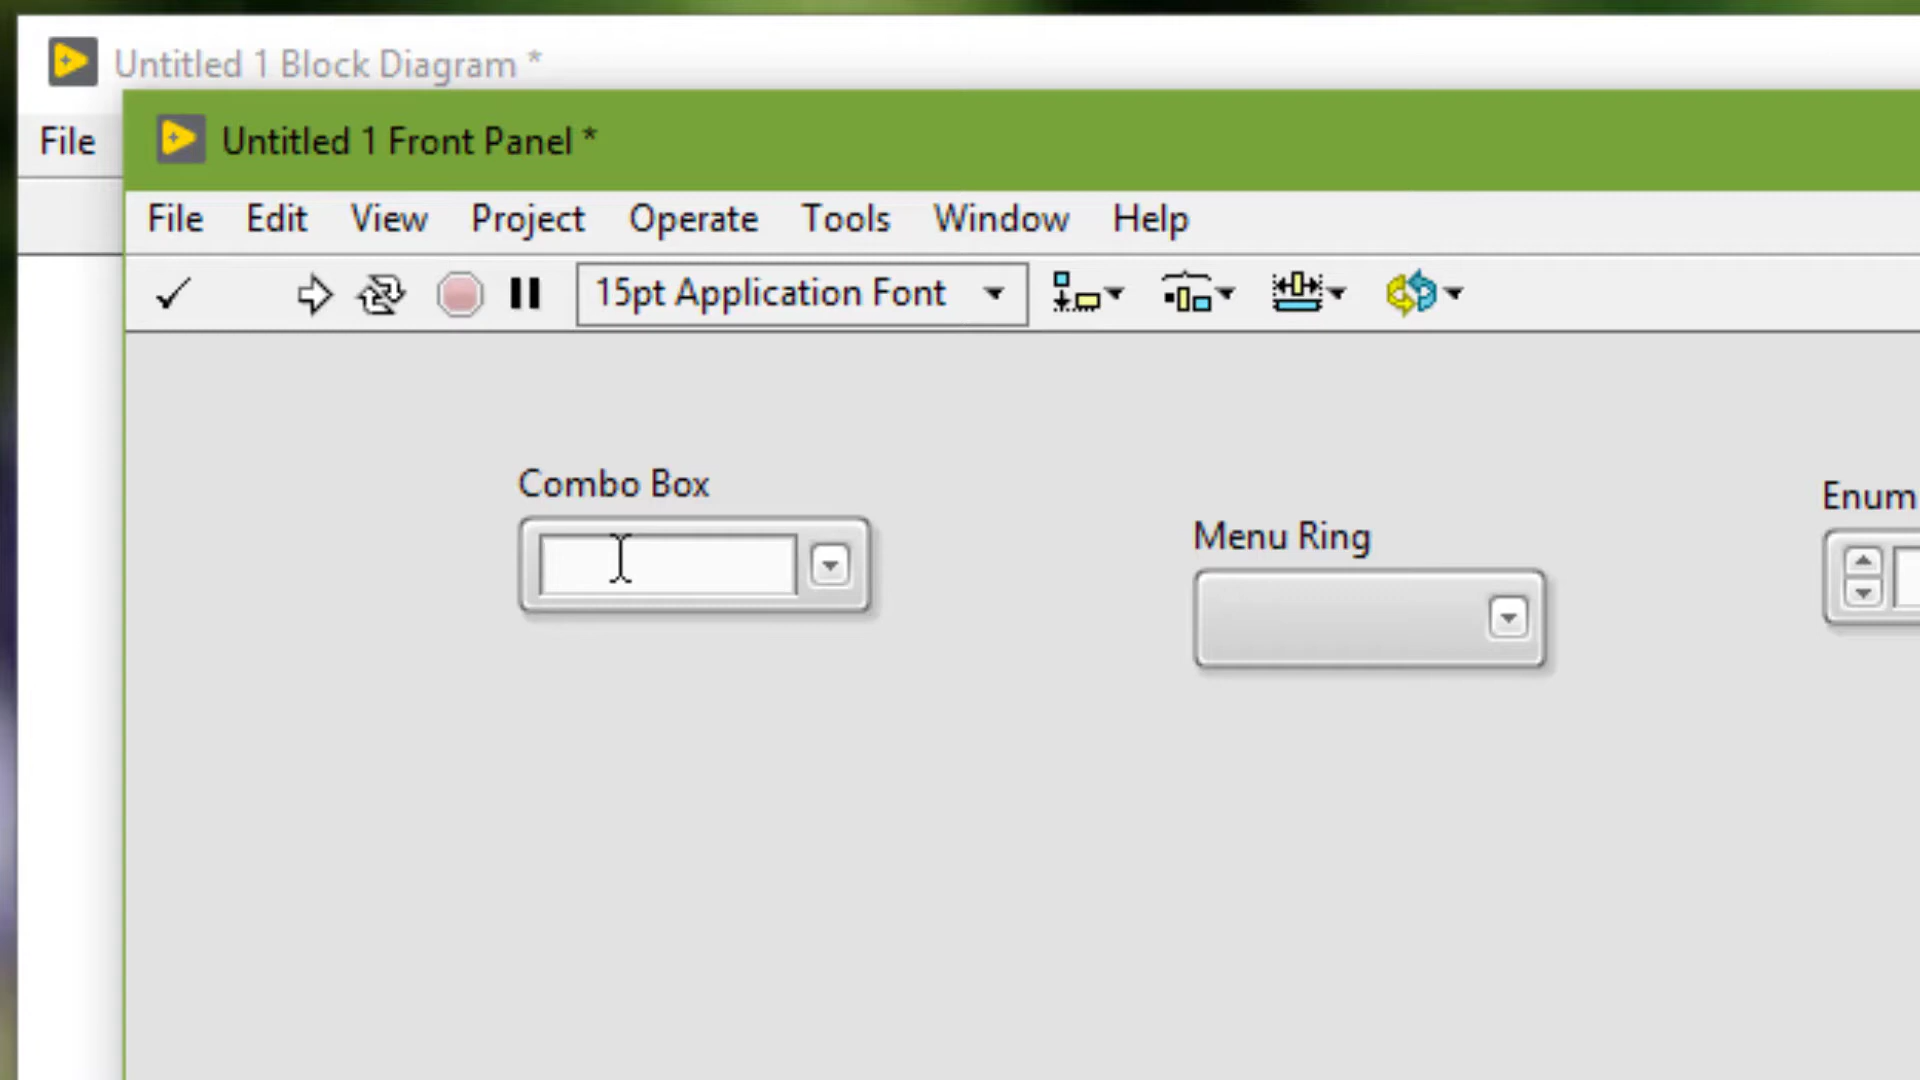 Untitled 1 Block Diagram *
File
Untitled 1 Front Panel *
File Edit View Project Operate Tools Window Help
15pt Application Font
Combo Box
Menu Ring
Enum